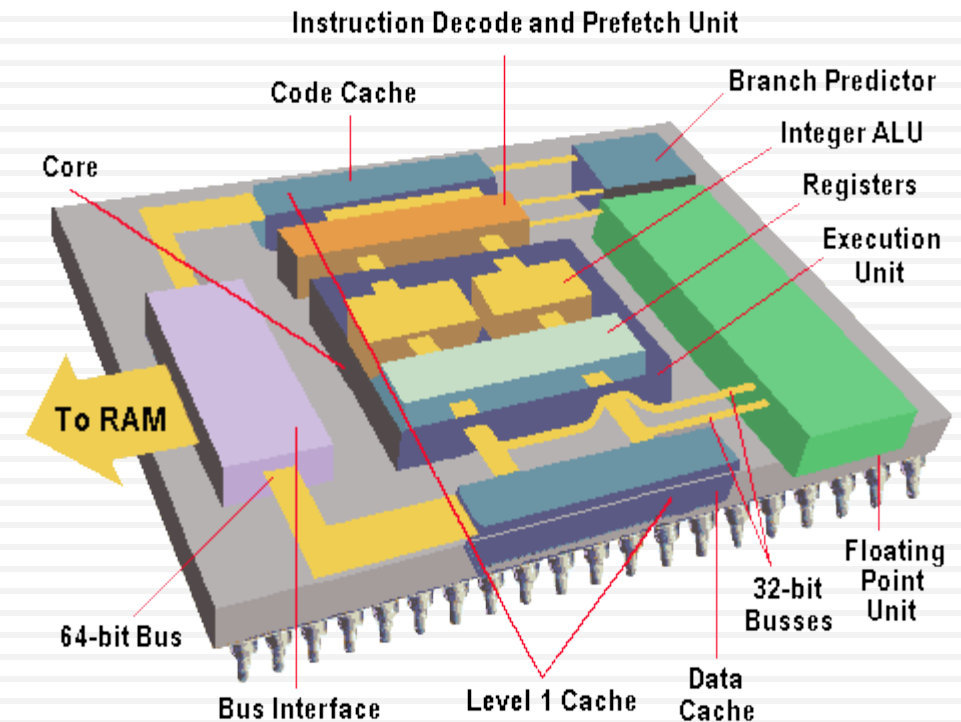 Instruction Decode and Prefetch Unit
Code Cache
Branch Predictor
Integer ALU
Core
Registers
Execution
Unit
To RAM
64-bit Bus
Bus Interface
Level 1 Cache
Data
Cache
32-bit
Busses
Floating
Point
Unit